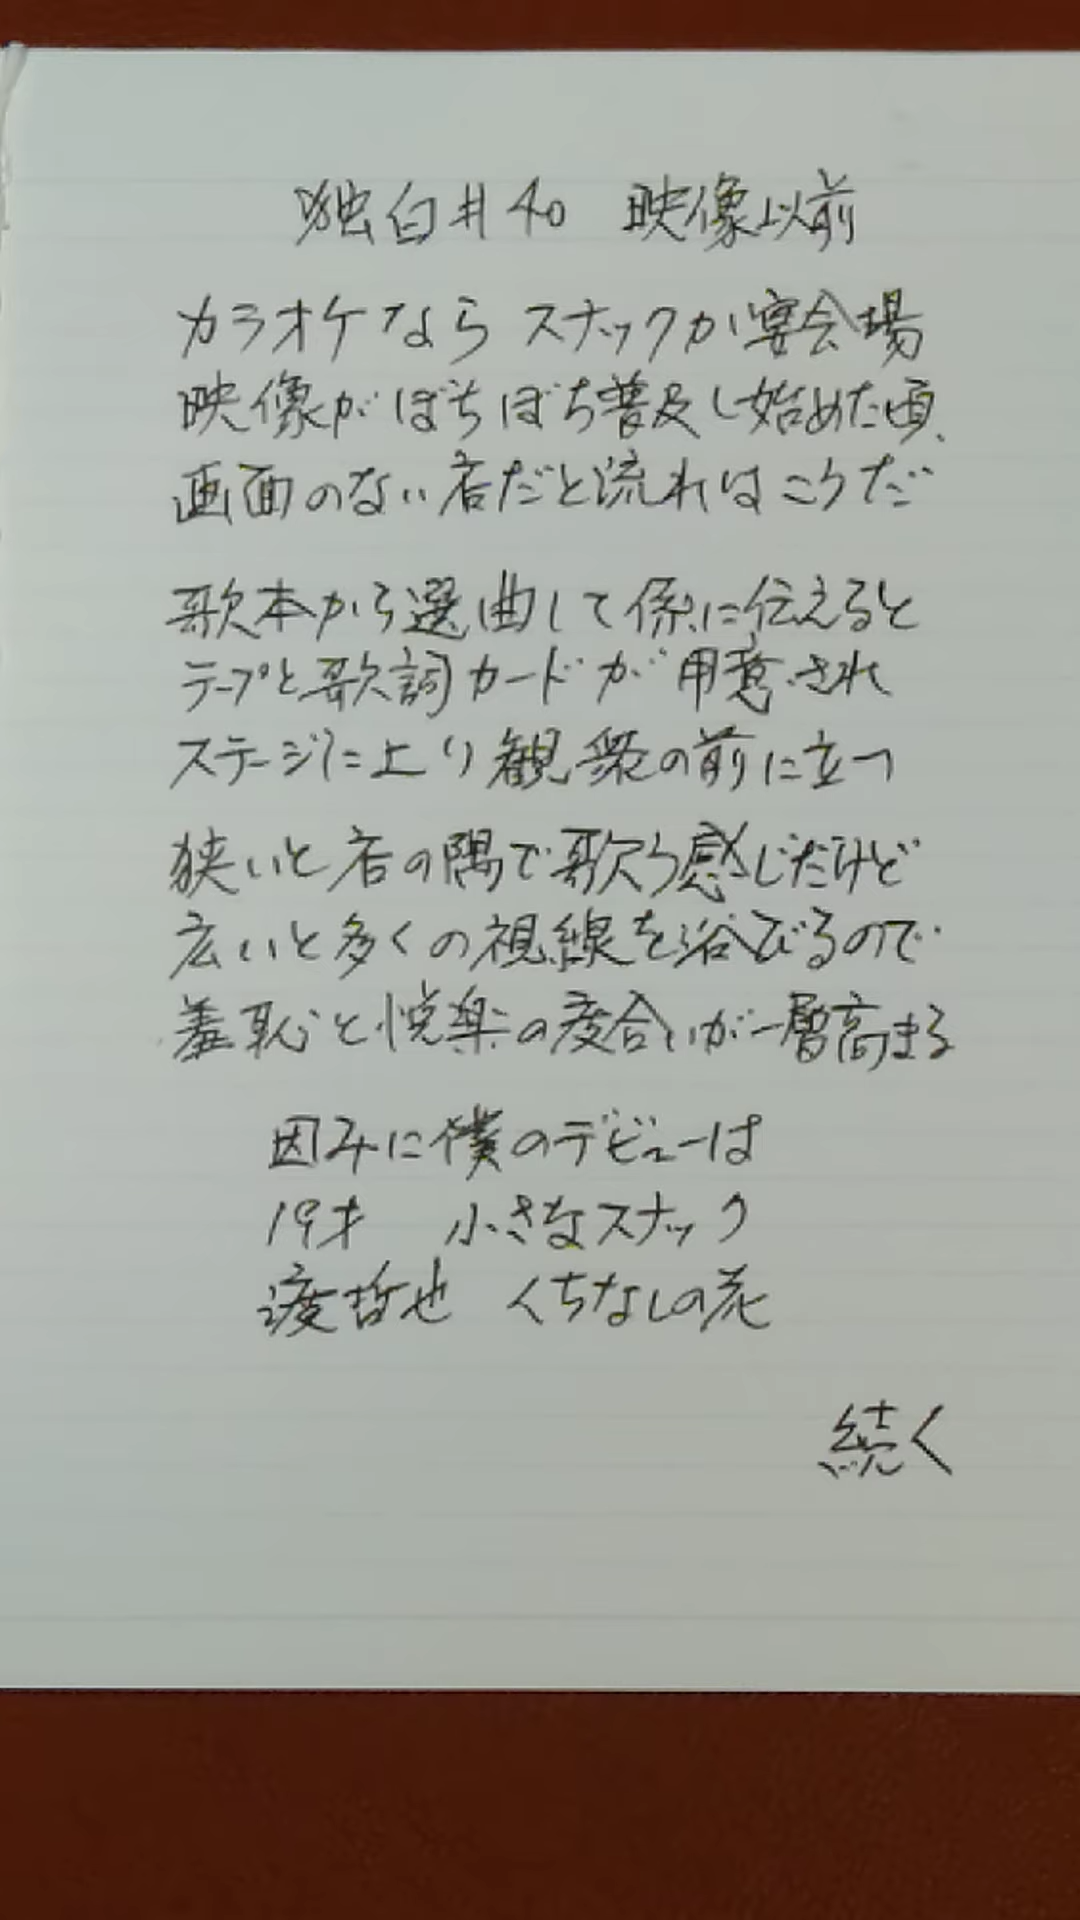 独白#40 映像以前
カラオケなら スナックか宴会場
映像がぼちぼち普及し始めた頃、
画面のない店だと流れはこうだ
歌本から選曲して係に伝えると
テープと歌詞カードが用意され
ステージに上り観衆の前に立つ
狭いと店の隅で歌う感じだけど
広いと多くの視線を浴びるので
羞恥と悦楽の度合いが一層高まる
因みに僕のデビューは
19才 小さなスナック
渡哲也 くちなしの花
続く